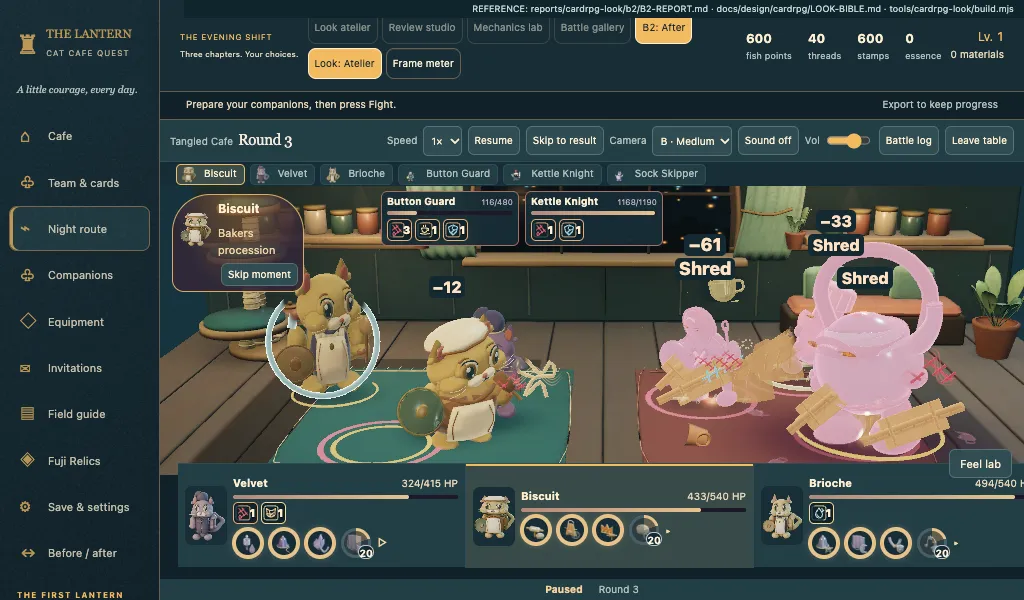 REFERENCE: reports/cardrpg-look/b2/B2-REPORT.md · docs/design/cardrpg/LOOK-BIBLE.md · tools/cardrpg-look/build.mjs
THE LANTERN
CAT CAFE QUEST
A little courage, every day.
Cafe
Team & cards
Night route
Companions
Equipment
Invitations
Field guide
Fuji Relics
Save & settings
Before / after
THE FIRST LANTERN
THE EVENING SHIFT
Three chapters. Your choices.
Look atelier
Review studio
Mechanics lab
Battle gallery
B2: After
Look: Atelier
Frame meter
600
fish points
40
threads
600
stamps
0
essence
Lv. 1
0 materials
Prepare your companions, then press Fight.
Export to keep progress
Tangled Cafe
Round 3
Speed
1x
Resume
Skip to result
Camera
B · Medium
Sound off
Vol
Battle log
Leave table
Biscuit
Velvet
Brioche
Button Guard
Kettle Knight
Sock Skipper
Biscuit
Bakers
procession
Skip moment
Button Guard
116/480
3
1
1
Kettle Knight
1168/1190
1
1
−12
−61
Shred
−33
Shred
Shred
Feel lab
Velvet
324/415 HP
1
1
20
Biscuit
433/540 HP
20
Brioche
494/540 H
1
20
Paused
Round 3